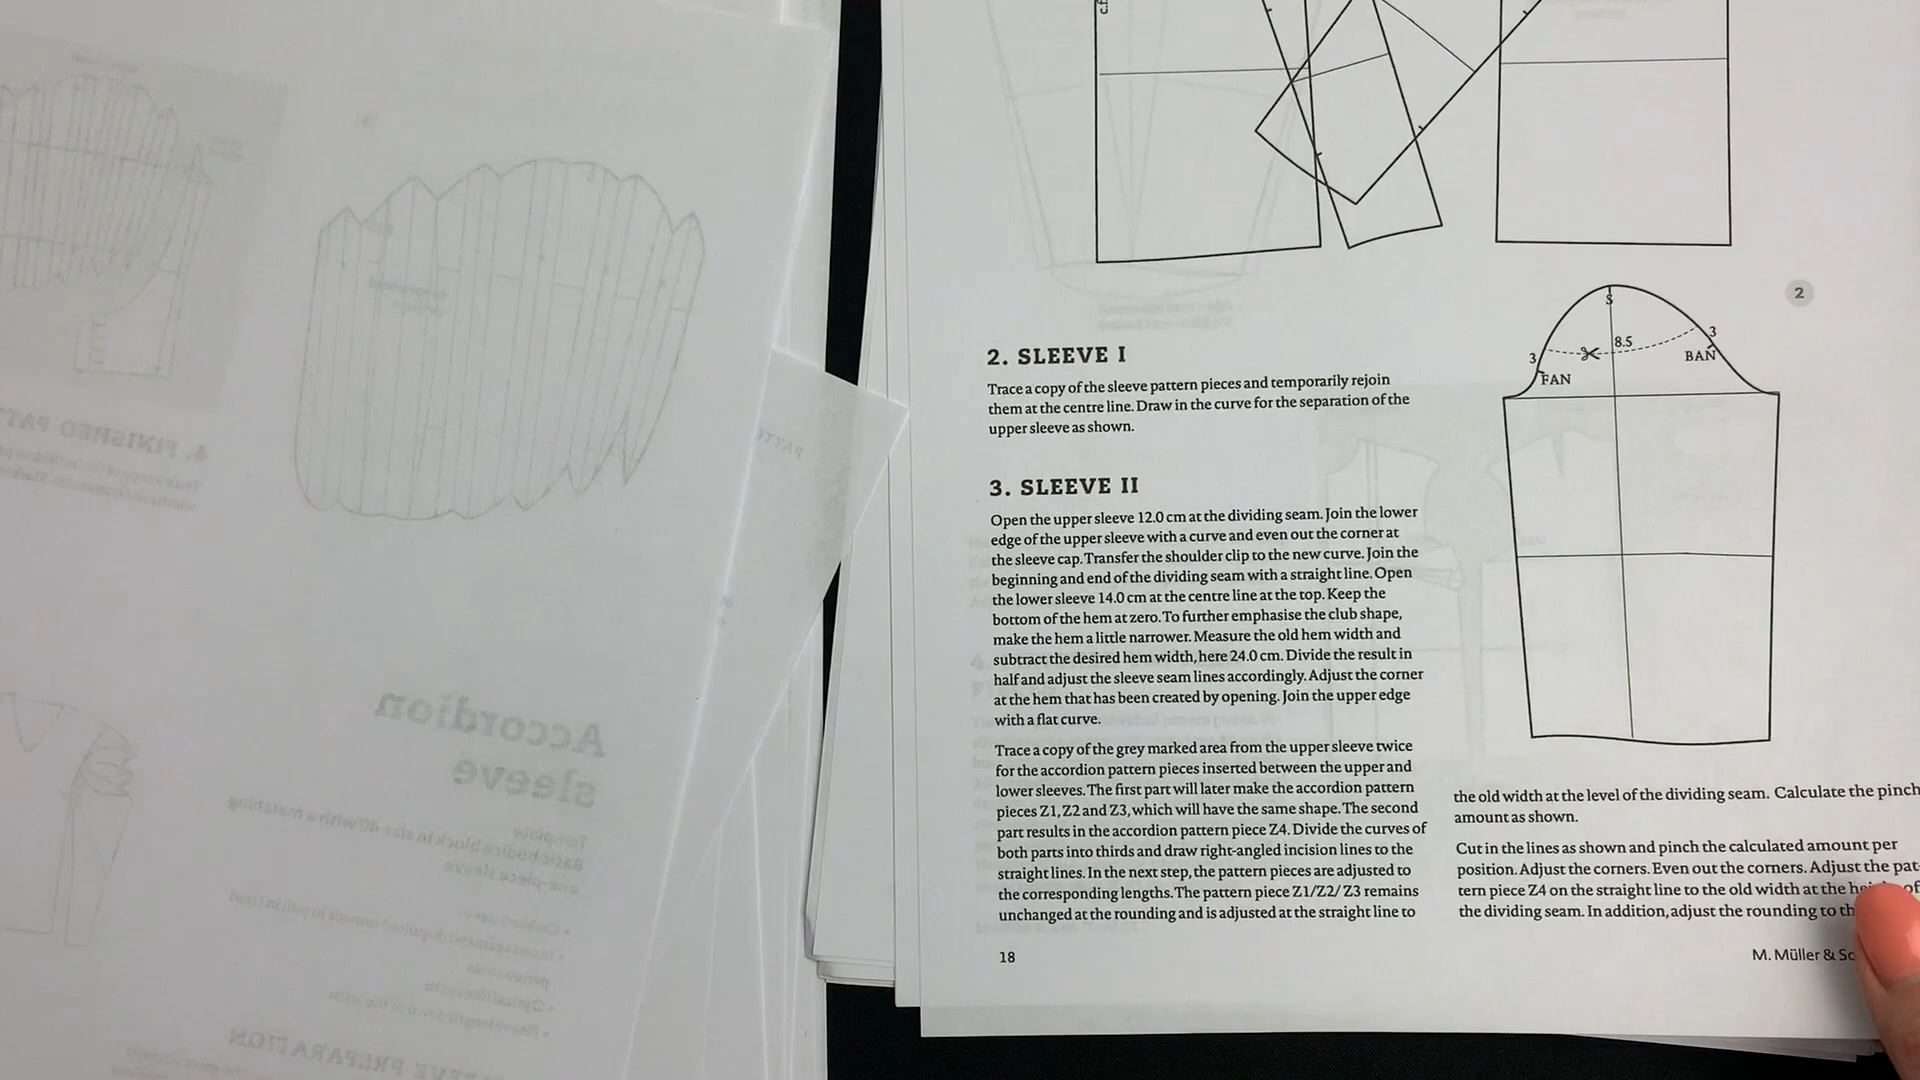 c.f
2
S
3
8.5
3
BAN
FAN
2. SLEEVE I
Trace a copy of the sleeve pattern pieces and temporarily rejoin
them at the centre line. Draw in the curve for the separation of the
upper sleeve as shown.
3. SLEEVE II
Open the upper sleeve 12.0 cm at the dividing seam. Join the lower
edge of the upper sleeve with a curve and even out the corner at
the sleeve cap. Transfer the shoulder clip to the new curve. Join the
beginning and end of the dividing seam with a straight line. Open
the lower sleeve 14.0 cm at the centre line at the top. Keep the
bottom of the hem at zero. To further emphasise the club shape,
make the hem a little narrower. Measure the old hem width and
subtract the desired hem width, here 24.0 cm. Divide the result in
half and adjust the sleeve seam lines accordingly. Adjust the corner
at the hem that has been created by opening. Join the upper edge
with a flat curve.
Trace a copy of the grey marked area from the upper sleeve twice
for the accordion pattern pieces inserted between the upper and
lower sleeves. The first part will later make the accordion pattern
pieces Z1, Z2 and Z3, which will have the same shape. The second
part results in the accordion pattern piece Z4. Divide the curves of
both parts into thirds and draw right-angled incision lines to the
straight lines. In the next step, the pattern pieces are adjusted to
the corresponding lengths. The pattern piece Z1/Z2/ Z3 remains
unchanged at the rounding and is adjusted at the straight line to
the old width at the level of the dividing seam. Calculate the pinch
amount as shown.
Cut in the lines as shown and pinch the calculated amount per
position. Adjust the corners. Even out the corners. Adjust the pat-
tern piece Z4 on the straight line to the old width at the of
the dividing seam. In addition, adjust the rounding to
18
M. Müller &
4. FINISHED
Accordion
sleeve
Template
Basic bodice block in size 40 with a matching
one-piece sleeve
PREPARATION